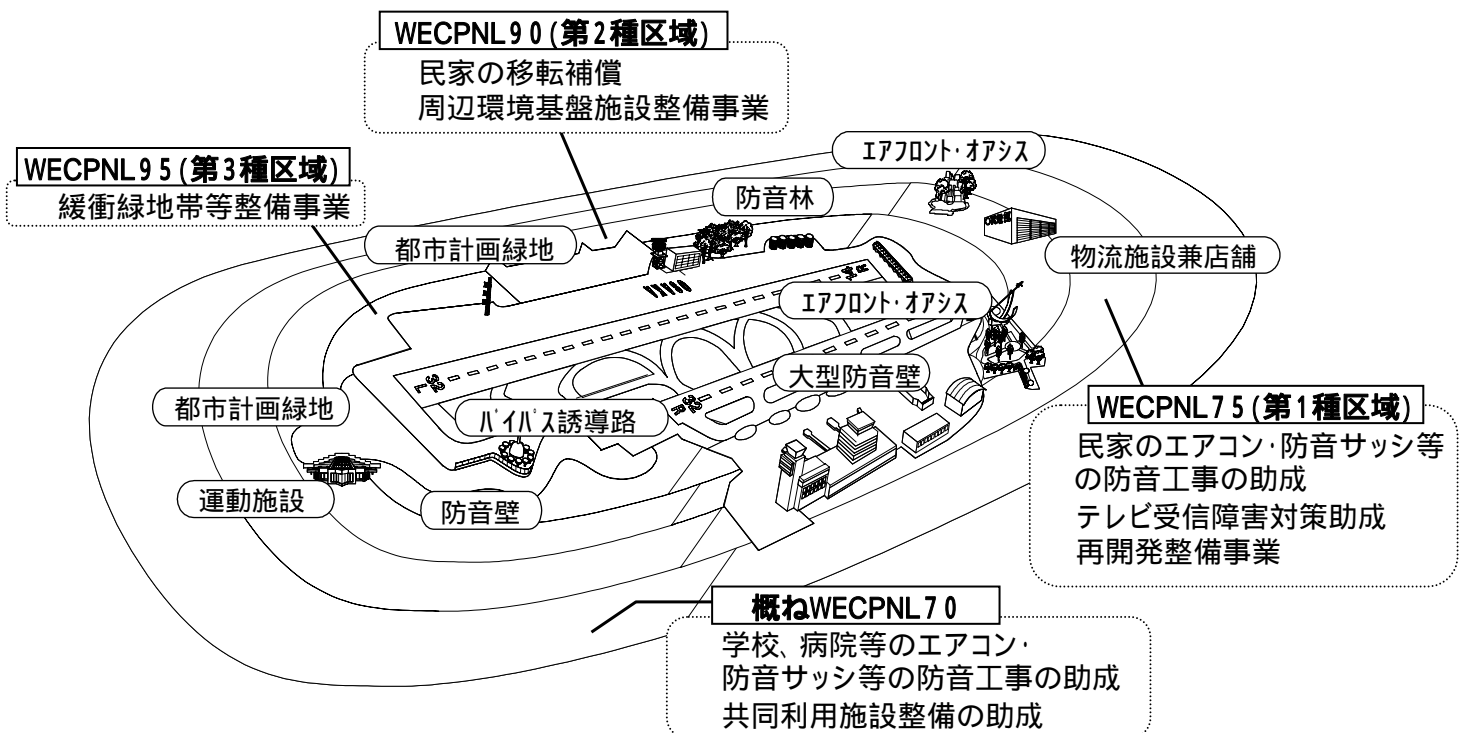 WECPNL90(第2種区域)
民家の移転補償
周辺環境基盤施設整備事業
WECPNL95(第3種区域)
緩衝緑地帯等整備事業
エアフロント・オアシス
防音林
都市計画緑地
物流施設兼店舗
エアフロント・オアシス
大型防音壁
都市計画緑地
バイパス誘導路
運動施設
防音壁
32
L
32
R
WECPNL75(第1種区域)
民家のエアコン・防音サッシ等
の防音工事の助成
テレビ受信障害対策助成
再開発整備事業
概ねWECPNL70
学校、病院等のエアコン・
防音サッシ等の防音工事の助成
共同利用施設整備の助成